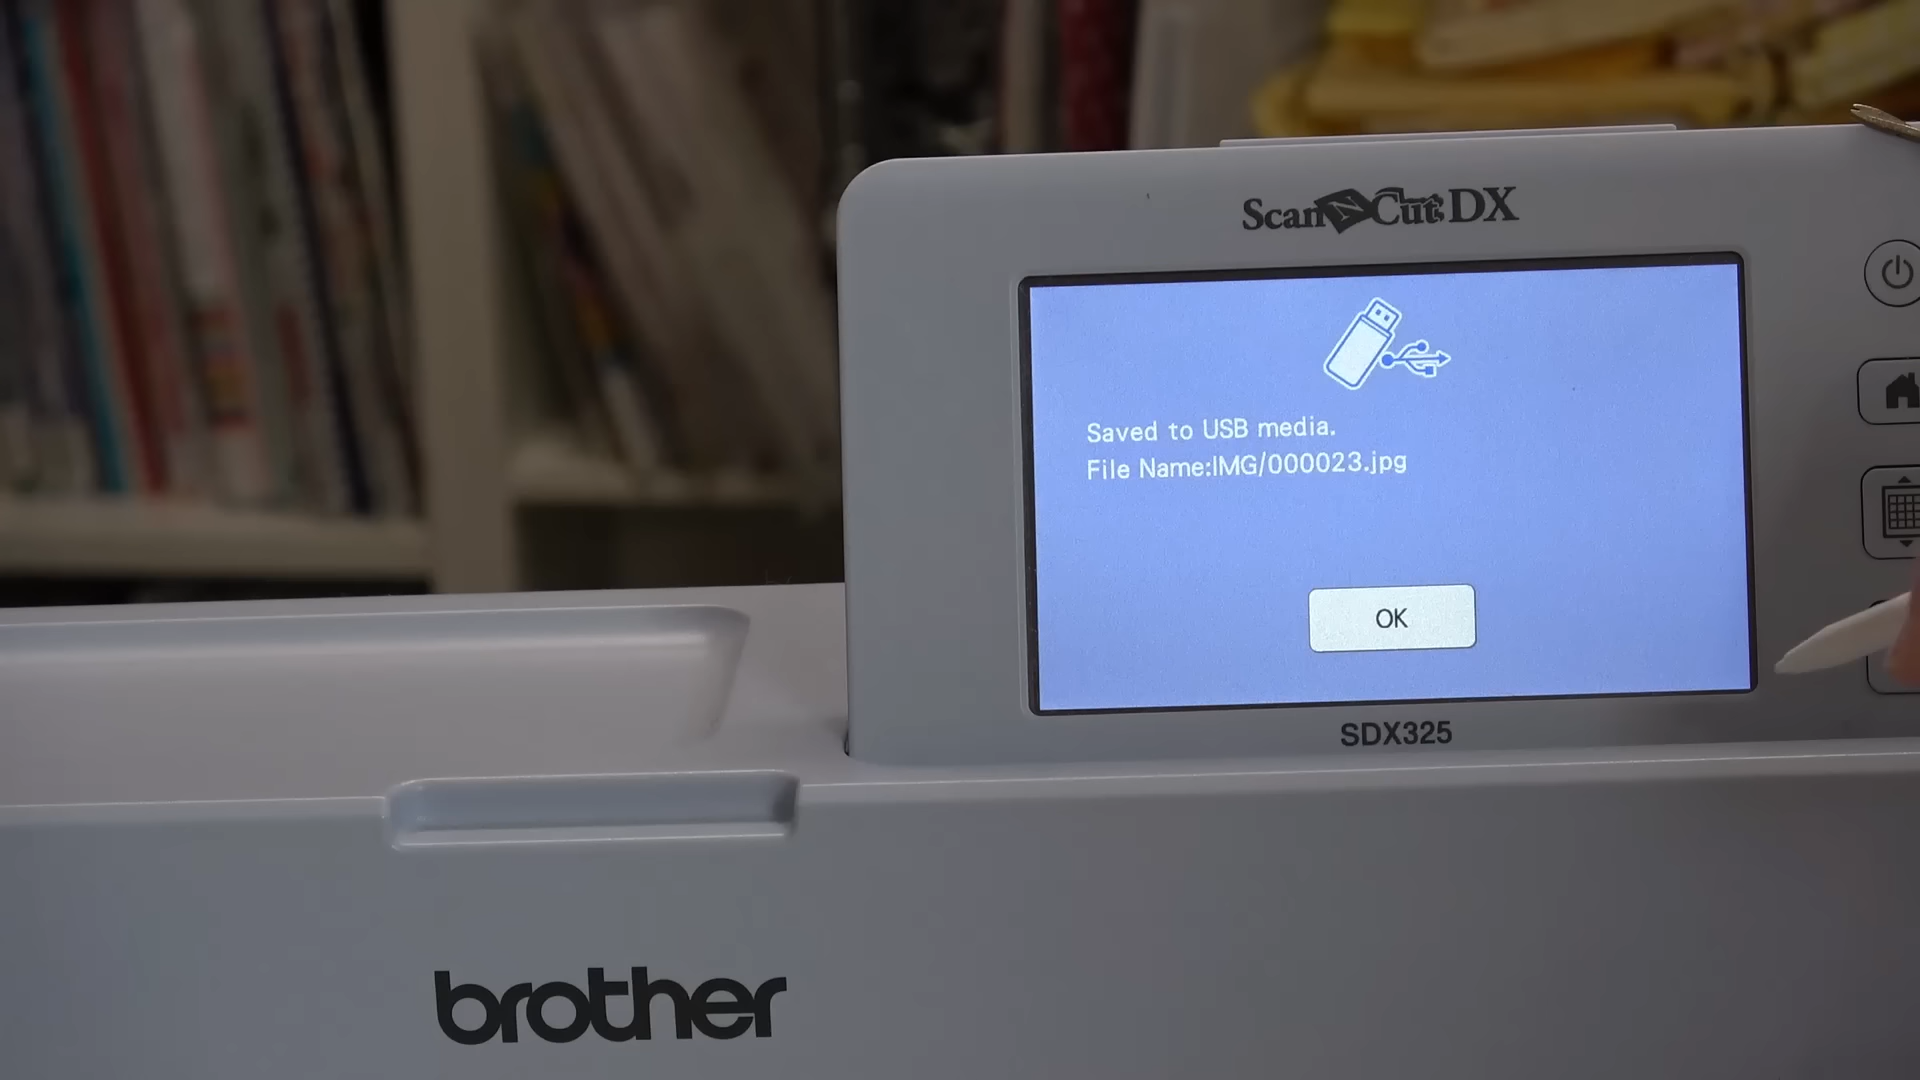 ScanNCut DX
Saved to USB media.
File Name:IMG/000023.jpg
OK
SDX325
brother